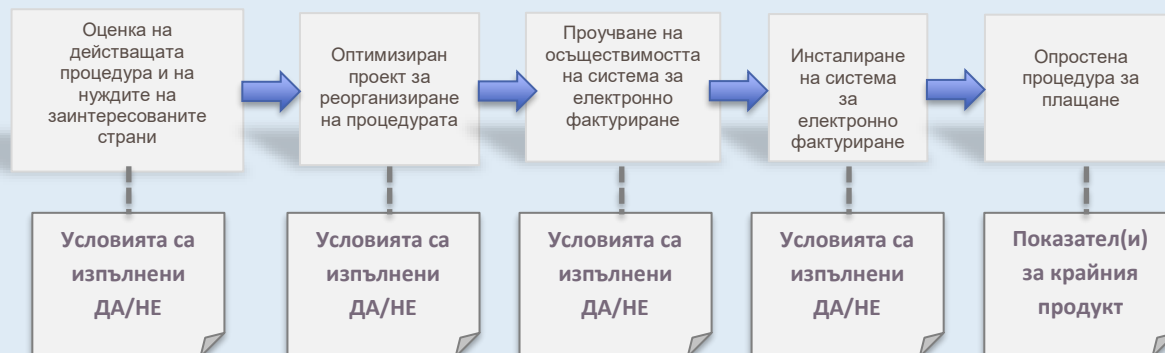 Оценка на
действащата
процедура и на
нуждите на
заинтересованите
страни
Оптимизиран
проект за
реорганизиране
на процедурата
Проучване на
осъществимостта
на система за
електронно
фактуриране
Инсталиране
на система
за
електронно
фактуриране
Опростена
процедура за
плащане
Условията са
изпълнени
ДА/НЕ
Условията са
изпълнени
ДА/НЕ
Условията са
изпълнени
ДА/НЕ
Условията са
изпълнени
ДА/НЕ
Показател(и)
за крайния
продукт